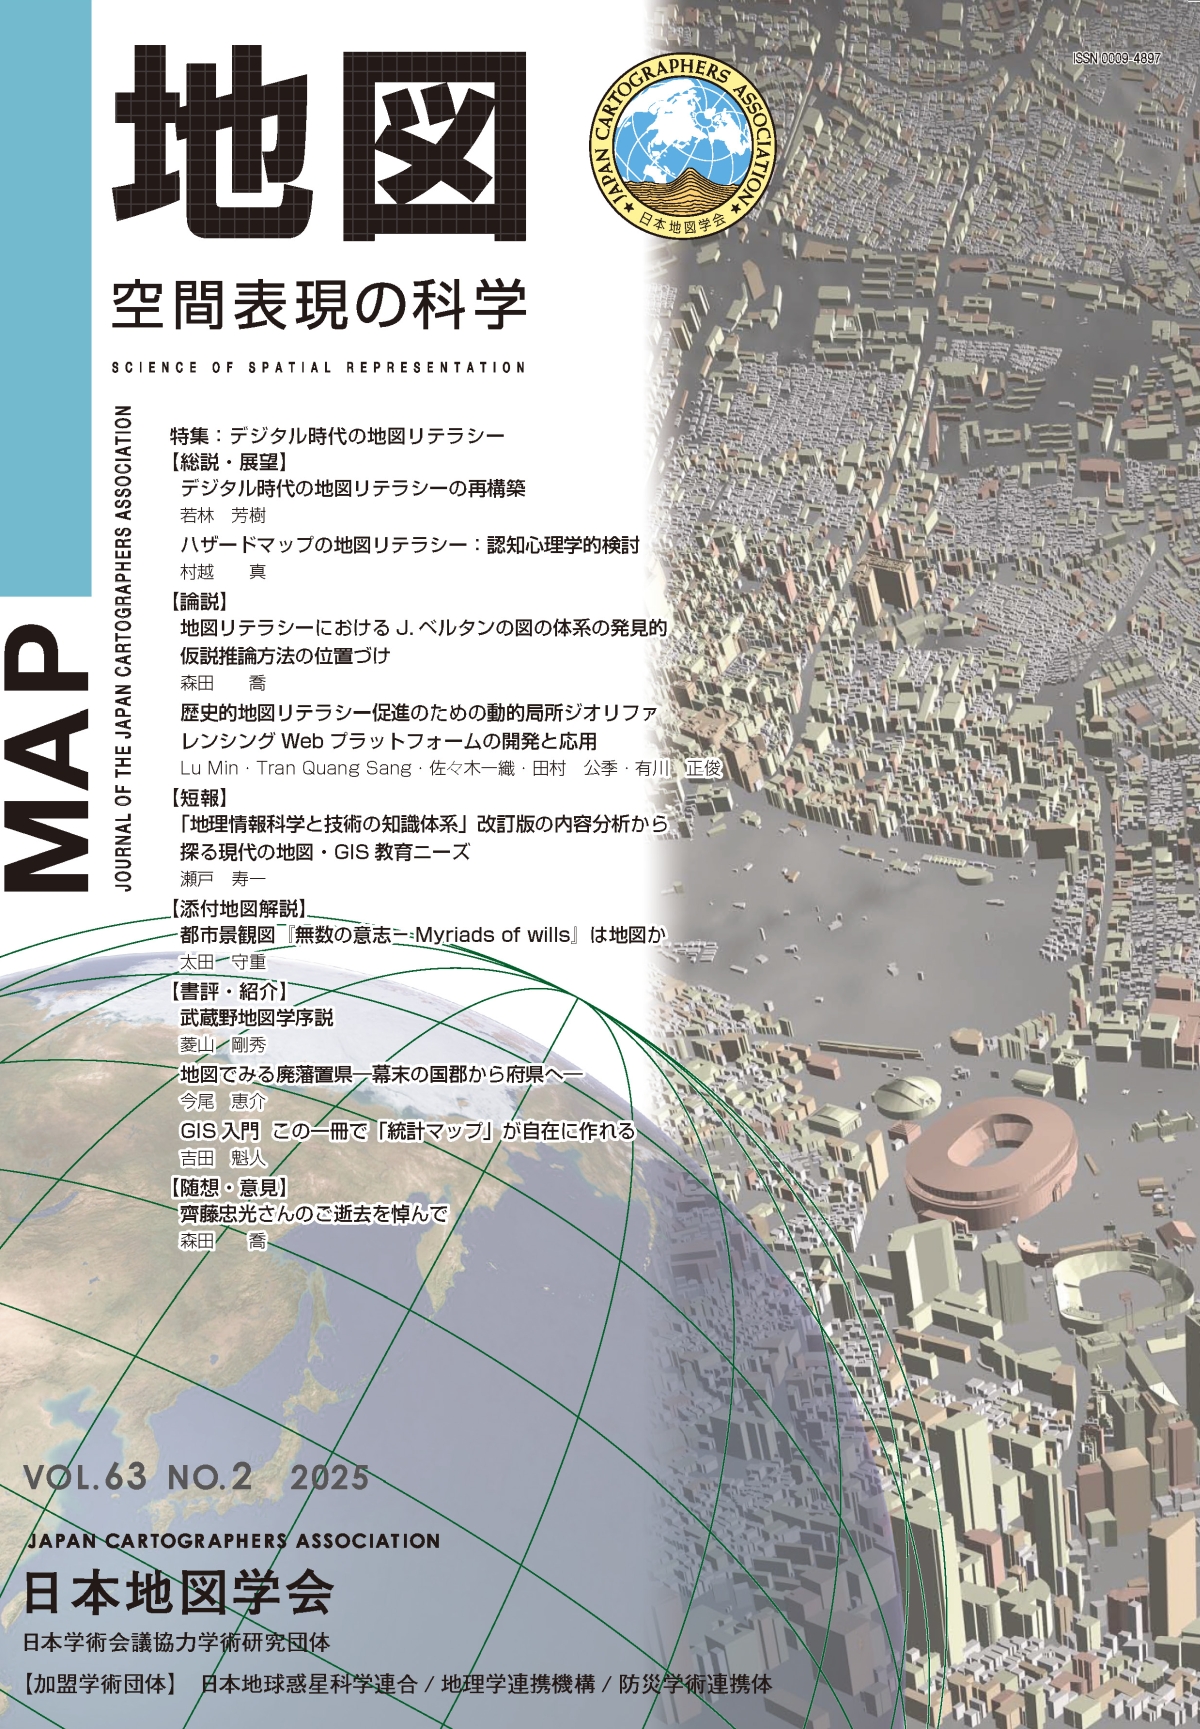 地図
JAPAN CARTOGRAPHERS ASSOCIATION
日本地図学会
ISSN 0009-4897
空間表現の科学
SCIENCE OF SPATIAL REPRESENTATION
MAP
JOURNAL OF THE JAPAN CARTOGRAPHERS ASSOCIATION
特集：デジタル時代の地図リテラシー
【総説・展望】
デジタル時代の地図リテラシーの再構築
若林　芳樹
ハザードマップの地図リテラシー：認知心理学的検討
村越　　真
【論説】
地図リテラシーにおける J. ベルタンの図の体系の発見的
仮説推論方法の位置づけ
森田　　喬
歴史的地図リテラシー促進のための動的局所ジオリファ
レンシング Web プラットフォームの開発と応用
Lu Min・Tran Quang Sang・佐々木一織・田村　公季・有川　正俊
【短報】
「地理情報科学と技術の知識体系」改訂版の内容分析から
探る現代の地図・GIS 教育ニーズ
瀬戸　寿一
【添付地図解説】
都市景観図『無数の意志－Myriads of wills』は地図か
太田　守重
【書評・紹介】
武蔵野地図学序説
菱山　剛秀
地図でみる廃藩置県―幕末の国郡から府県へ―
今尾　恵介
GIS 入門　この一冊で「統計マップ」が自在に作れる
吉田　魁人
【随想・意見】
齊藤忠光さんのご逝去を悼んで
森田　　喬
VOL.63 NO.2 2025
JAPAN CARTOGRAPHERS ASSOCIATION
日本地図学会
日本学術会議協力学術研究団体
【加盟学術団体】　日本地球惑星科学連合 / 地理学連携機構 / 防災学術連携体